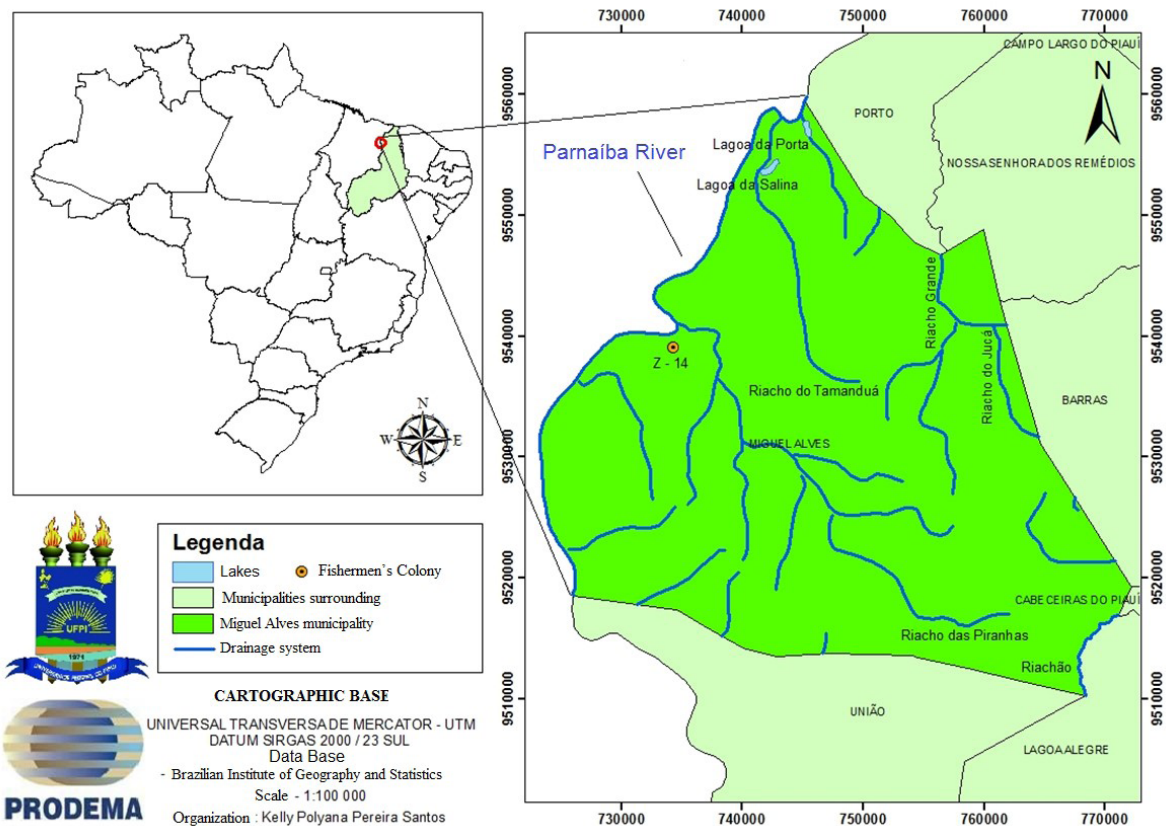 730000 740000 750000 760000 770000
CAMPO LARGO DO PIAUÍ
N
PORTO
Parnaíba River
Lagoa da Porta
NOSSA SENHORA DOS REMÉDIOS
Lagoa da Salina
Riacho Grande
Z - 14
Riacho do Jucá
Riacho do Tamanduá
BARRAS
MIGUEL ALVES
CABECEIRAS DO PIAUÍ
Riacho das Piranhas
Riachão
UNIÃO
LAGOA ALEGRE
9560000
9550000
9540000
9530000
9520000
9510000
9560000
9550000
9540000
9530000
9520000
9510000
730000 740000 750000 760000 770000
N
W E
S
Legenda
Lakes Fishermen's Colony
Municipalities surrounding
Miguel Alves municipality
Drainage system
UFPI
1971
CARTOGRAPHIC BASE
UNIVERSAL TRANSVERSA DE MERCATOR - UTM
DATUM SIRGAS 2000 / 23 SUL
Data Base
- Brazilian Institute of Geography and Statistics
Scale - 1:100 000
Organization : Kelly Polyana Pereira Santos
PRODEMA